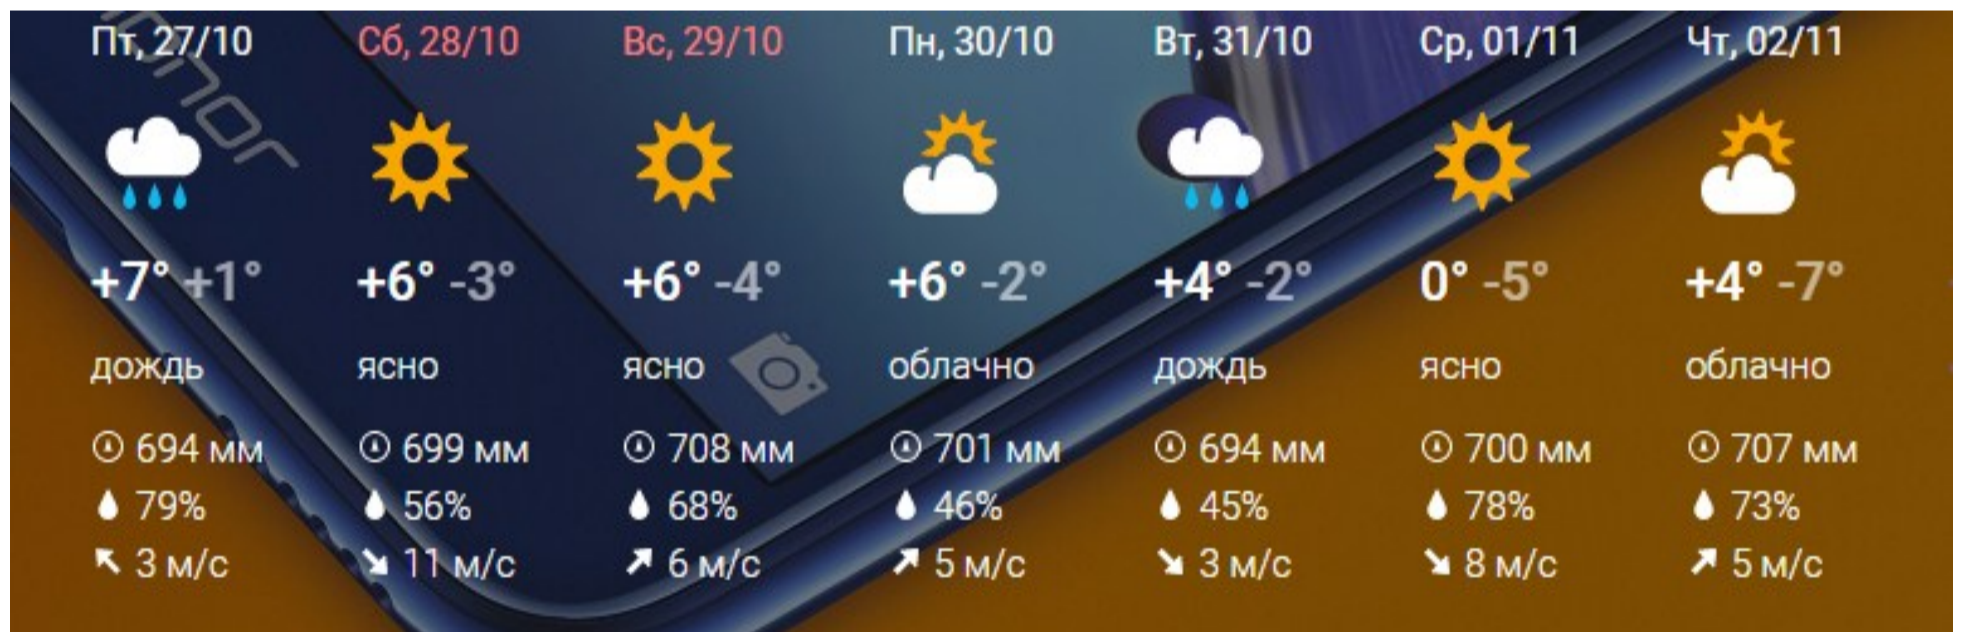 Пт, 27/10 Сб, 28/10 Вс, 29/10 Пн, 30/10 Вт, 31/10 Ср, 01/11 Чт, 02/11
honor
+7° +1° +6° -3° +6° -4° +6° -2° +4° -2° 0° -5° +4° -7°
дождь ясно ясно облачно дождь ясно облачно
694 мм 699 мм 708 мм 701 мм 694 мм 700 мм 707 мм
79% 56% 68% 46% 45% 78% 73%
3 м/с 11 м/с 6 м/с 5 м/с 3 м/с 8 м/с 5 м/с